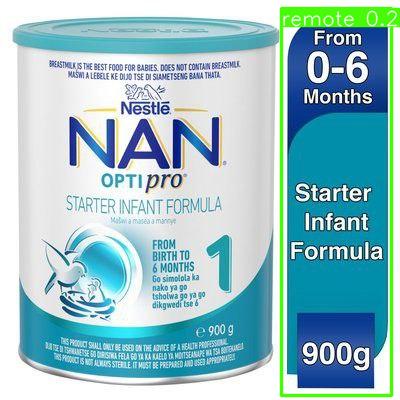 BREASTMILK IS THE BEST FOOD FOR BABIES. DOES NOT CONTAIN BREASTMILK.
MAŠWI A LEBELE KE DIJO TSE DI SIAMETSENG BANA THATA.
Nestlé
NAN
OPTI pro®
STARTER INFANT FORMULA
Mašwi a masea a mannye
FROM
BIRTH TO
6 MONTHS
Go simolola ka
nako ya go
tsholwa go ya go
dikgwedi tse 6
1
℮ 900 g
THIS PRODUCT SHALL ONLY BE USED ON THE ADVICE OF A HEALTH PROFESSIONAL.
THIS PRODUCT IS NOT ALWAYS STERILE. IT MUST BE PREPARED AND USED APPROPRIATELY
remote 0.2
From
0-6
Months
Starter
Infant
Formula
900g